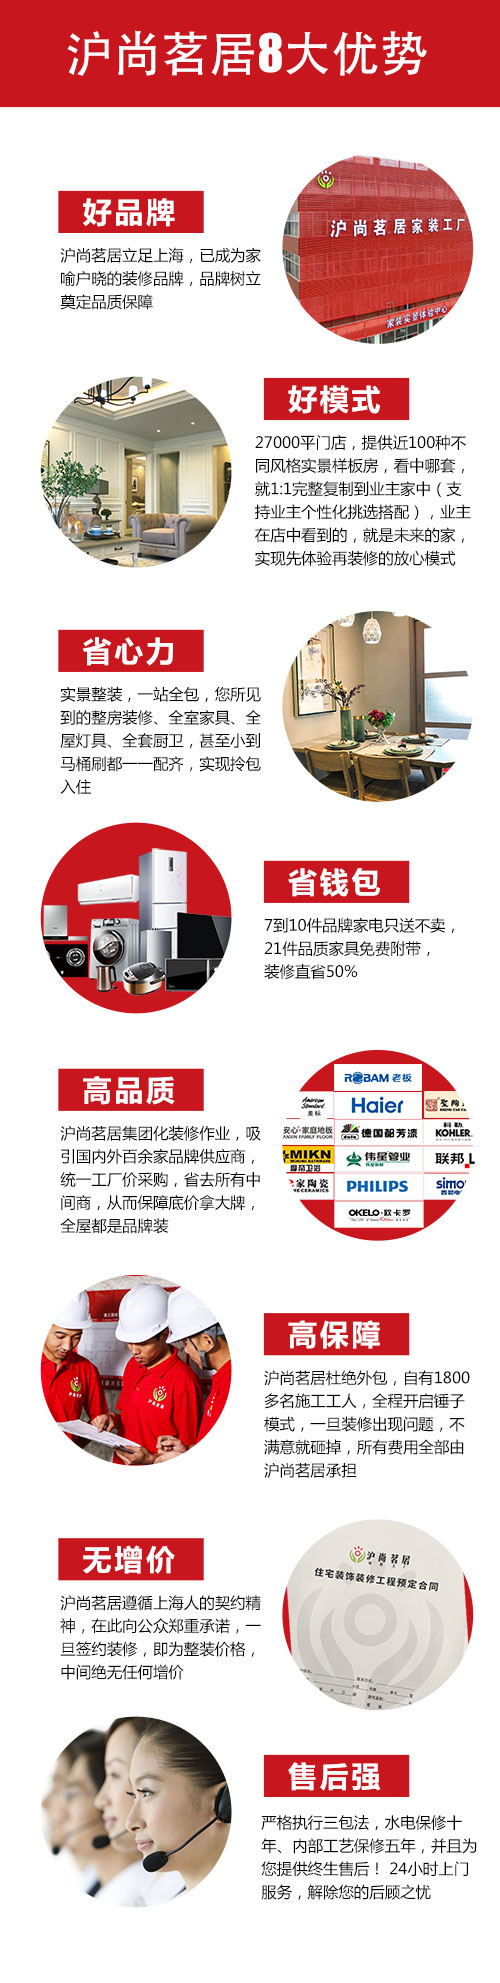 沪尚茗居8大优势
好品牌
沪尚茗居立足上海，已成为家
喻户晓的装修品牌，品牌树立
奠定品质保障
沪尚茗居家装工厂
家装实景体验中心
好模式
27000平门店，提供近100种不
同风格实景样板房，看中哪套，
就1:1完整复制到业主家中（支
持业主个性化挑选搭配），业主
在店中看到的，就是未来的家，
实现先体验再装修的放心模式
省心力
实景整装，一站全包，您所见
到的整房装修、全室家具、全
屋灯具、全套厨卫，甚至小到
马桶刷都一一配齐，实现拎包
入住
省钱包
7到10件品牌家电只送不卖，
21件品质家具免费附带，
装修直省50%
高品质
沪尚茗居集团化装修作业，吸
引国内外百余家品牌供应商，
统一工厂价采购，省去所有中
间商，从而保障底价拿大牌，
全屋都是品牌装
ROBAM 老板
American Standard 美标
Haier
安心·家庭地板
ANXIN FAMILY FLOOR
德国都芳漆
科勒
KOHLER
MIKN
伟星管业
联邦
家陶瓷
CERAMICS
PHILIPS
simo
OKELO·欧卡罗
高保障
沪尚茗居杜绝外包，自有1800
多名施工工人，全程开启锤子
模式，一旦装修出现问题，不
满意就砸掉，所有费用全部由
沪尚茗居承担
无增价
沪尚茗居遵循上海人的契约精
神，在此向公众郑重承诺，一
旦签约装修，即为整装价格，
中间绝无任何增价
沪尚茗居
住宅装饰装修工程预定合同
售后强
严格执行三包法，水电保修十
年、内部工艺保修五年，并且为
您提供终生售后！ 24小时上门
服务，解除您的后顾之忧